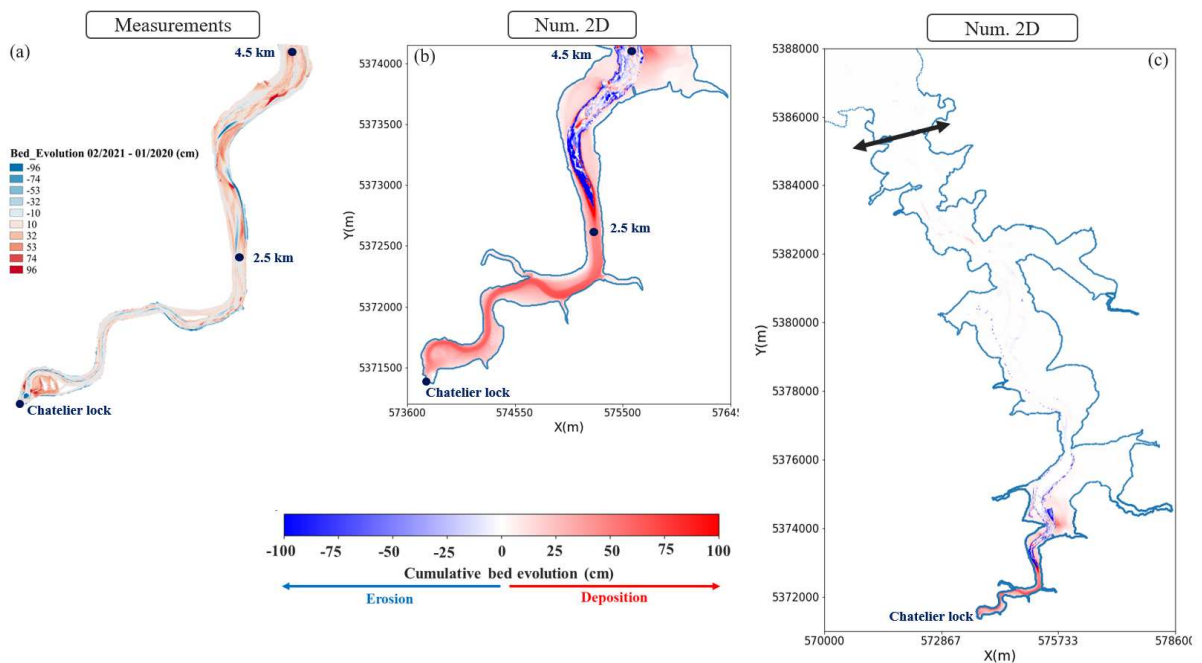 Measurements
Num. 2D
Num. 2D
(a)
4.5 km
Bed_Evolution 02/2021 - 01/2020 (cm)
-96
-74
-53
-32
-10
10
32
53
74
96
2.5 km
Chatelier lock
(b)
4.5 km
5374000
5373500
5373000
5372500
5372000
5371500
Y(m)
2.5 km
Chatelier lock
573600
574550
575500
5764
X(m)
(c)
5388000
5386000
5384000
5382000
5380000
5378000
5376000
5374000
5372000
Y(m)
Chatelier lock
570000
572867
575733
578600
X(m)
-100
-75
-50
-25
0
25
50
75
100
Cumulative bed evolution (cm)
Erosion
Deposition